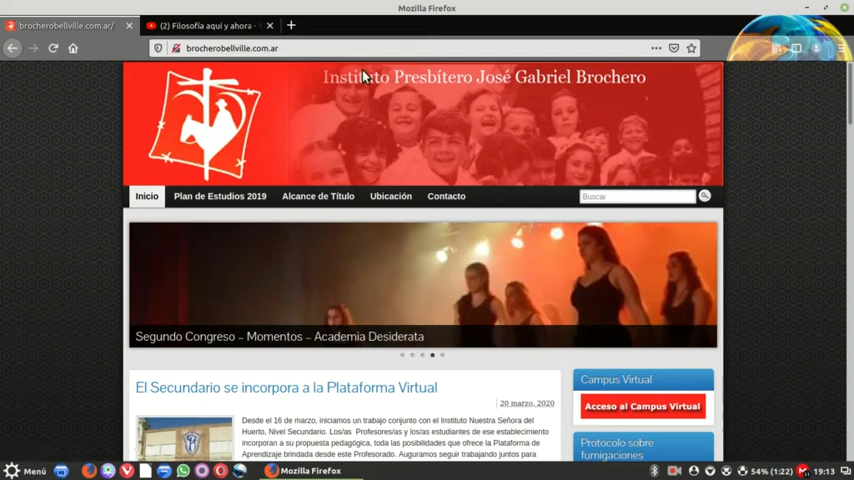 Mozilla Firefox
brocherobellville.com.ar/
(2) Filosofía aquí y ahora - Y
brocherobellville.com.ar
Instituto Presbítero José Gabriel Brochero
Inicio Plan de Estudios 2019 Alcance de Título Ubicación Contacto
Buscar
Segundo Congreso – Momentos – Academia Desiderata
El Secundario se incorpora a la Plataforma Virtual
20 marzo, 2020
Desde el 16 de marzo, iniciamos un trabajo conjunto con el Instituto Nuestra Señora del
Huerto, Nivel Secundario. Los/as Profesores/as y los/as estudiantes de ese establecimiento
incorporan a su propuesta pedagógica, toda las posibilidades que ofrece la Plataforma de
Aprendizaje brindada desde este Profesorado. Auguramos seguir trabajando juntos para
Campus Virtual
Acceso al Campus Virtual
Protocolo sobre
fumigaciones
Menú
Mozilla Firefox
54% (1:22)
19:13